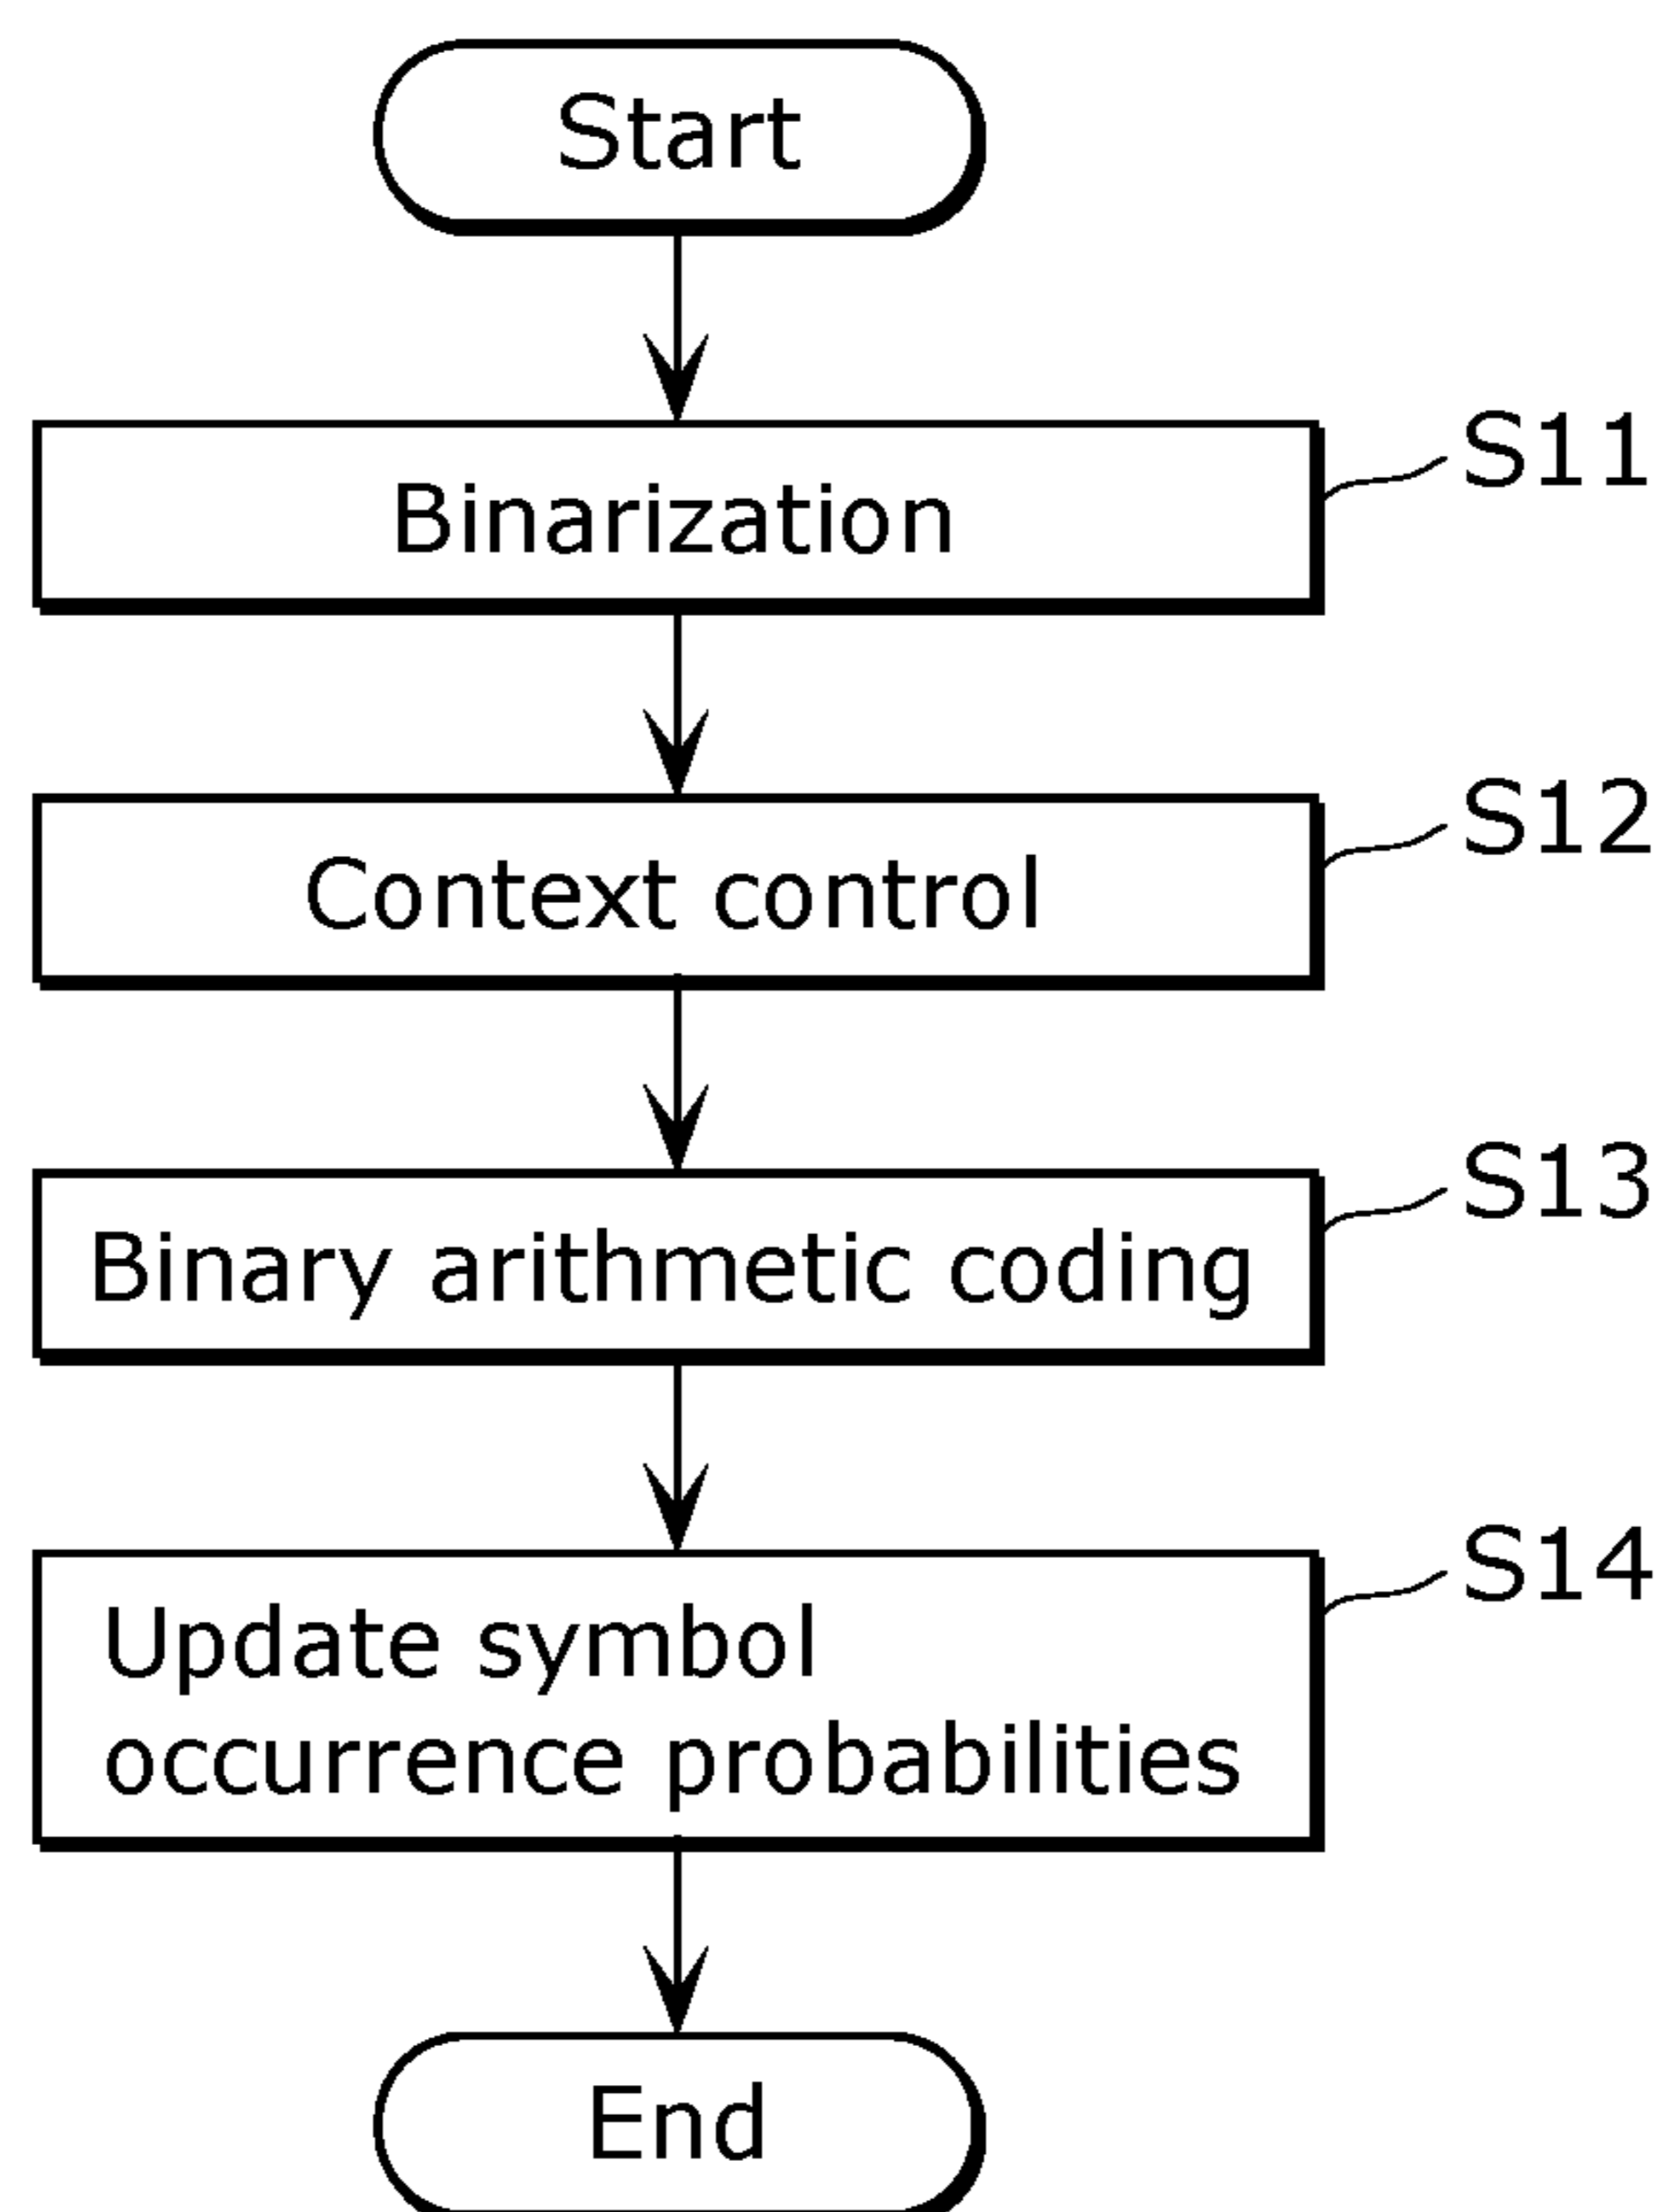 Start
Binarization
S11
Context control
S12
Binary arithmetic coding
S13
Update symbol
occurrence probabilities
S14
End